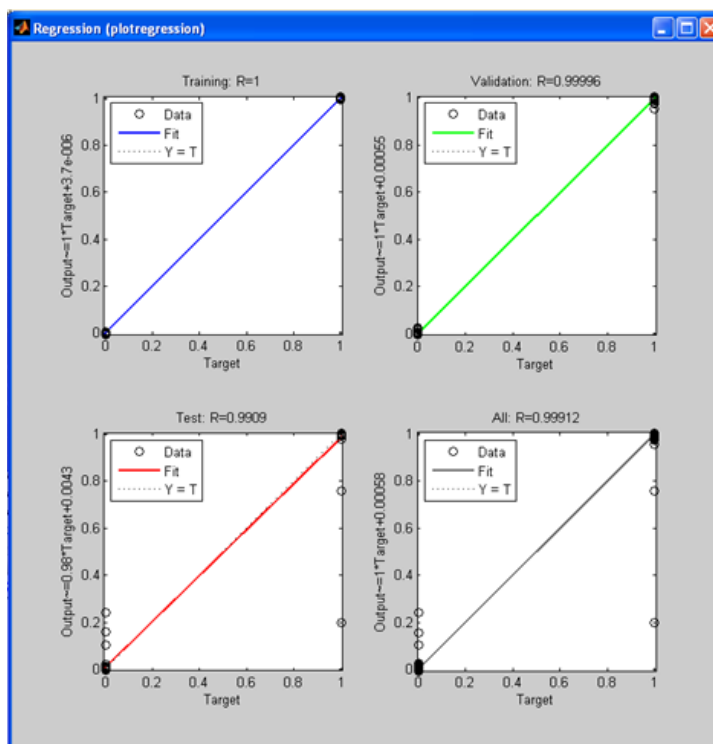 Regression (plotregression)
Training: R=1
Output~=1*Target+3.7e-006
Data
Fit
Y = T
1
0.8
0.6
0.4
0.2
0
0 0.2 0.4 0.6 0.8 1
Target
Validation: R=0.99996
Output~=1*Target+0.00055
Data
Fit
Y = T
1
0.8
0.6
0.4
0.2
0
0 0.2 0.4 0.6 0.8 1
Target
Test: R=0.9909
Output~=0.98*Target+0.0043
Data
Fit
Y = T
1
0.8
0.6
0.4
0.2
0
0 0.2 0.4 0.6 0.8 1
Target
All: R=0.99912
Output~=1*Target+0.00058
Data
Fit
Y = T
1
0.8
0.6
0.4
0.2
0
0 0.2 0.4 0.6 0.8 1
Target